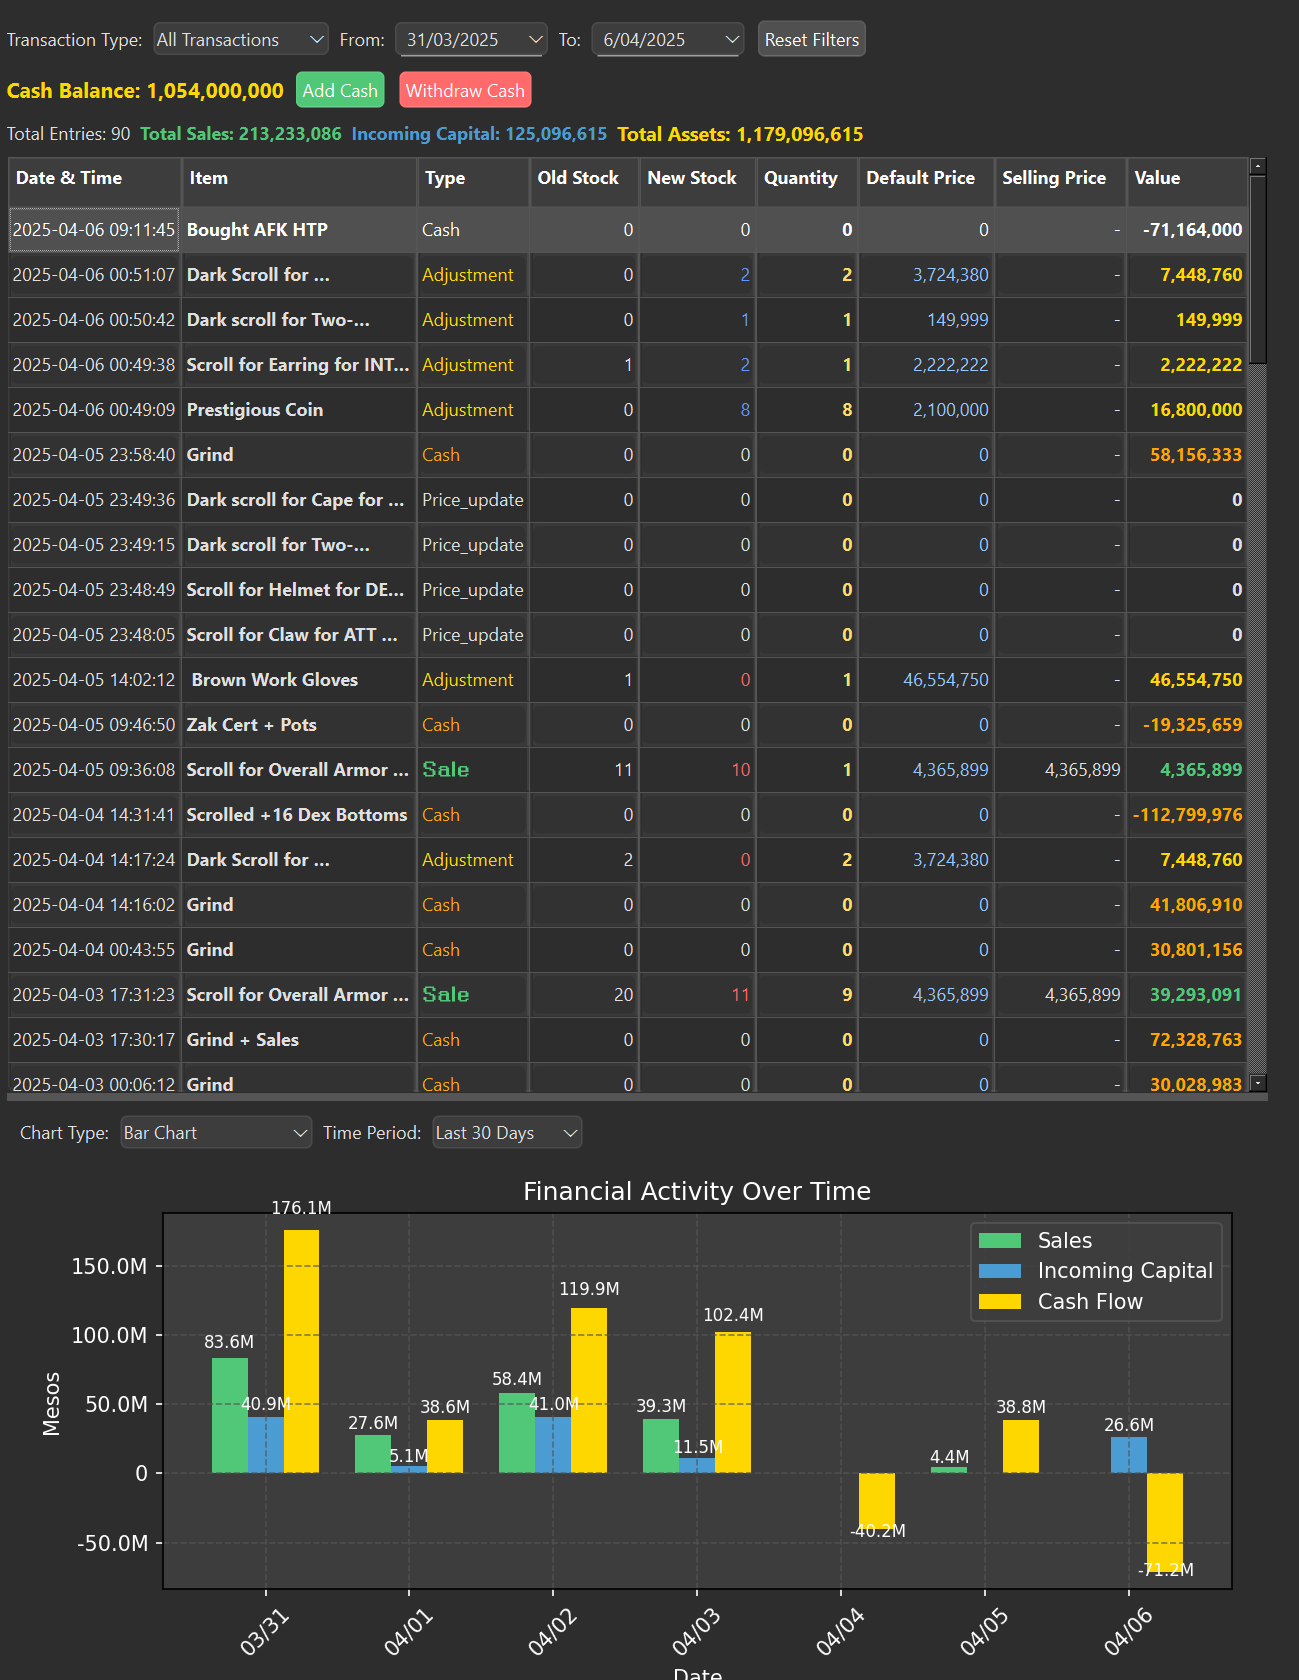 Transaction Type: All Transactions From: 31/03/2025 To: 6/04/2025 Reset Filters
Cash Balance: 1,054,000,000 Add Cash Withdraw Cash
Total Entries: 90 Total Sales: 213,233,086 Incoming Capital: 125,096,615 Total Assets: 1,179,096,615
Date & Time Item Type Old Stock New Stock Quantity Default Price Selling Price Value
2025-04-06 09:11:45 Bought AFK HTP Cash 0 0 0 0 - -71,164,000
2025-04-06 00:51:07 Dark Scroll for ... Adjustment 0 2 2 3,724,380 - 7,448,760
2025-04-06 00:50:42 Dark scroll for Two-... Adjustment 0 1 1 149,999 - 149,999
2025-04-06 00:49:38 Scroll for Earring for INT... Adjustment 1 2 1 2,222,222 - 2,222,222
2025-04-06 00:49:09 Prestigious Coin Adjustment 0 8 8 2,100,000 - 16,800,000
2025-04-05 23:58:40 Grind Cash 0 0 0 0 - 58,156,333
2025-04-05 23:49:36 Dark scroll for Cape for ... Price_update 0 0 0 0 - 0
2025-04-05 23:49:15 Dark scroll for Two-... Price_update 0 0 0 0 - 0
2025-04-05 23:48:49 Scroll for Helmet for DE... Price_update 0 0 0 0 - 0
2025-04-05 23:48:05 Scroll for Claw for ATT ... Price_update 0 0 0 0 - 0
2025-04-05 14:02:12 Brown Work Gloves Adjustment 1 0 1 46,554,750 - 46,554,750
2025-04-05 09:46:50 Zak Cert + Pots Cash 0 0 0 0 - -19,325,659
2025-04-05 09:36:08 Scroll for Overall Armor ... Sale 11 10 1 4,365,899 4,365,899 4,365,899
2025-04-04 14:31:41 Scrolled +16 Dex Bottoms Cash 0 0 0 0 - -112,799,976
2025-04-04 14:17:24 Dark Scroll for ... Adjustment 2 0 2 3,724,380 - 7,448,760
2025-04-04 14:16:02 Grind Cash 0 0 0 0 - 41,806,910
2025-04-04 00:43:55 Grind Cash 0 0 0 0 - 30,801,156
2025-04-03 17:31:23 Scroll for Overall Armor ... Sale 20 11 9 4,365,899 4,365,899 39,293,091
2025-04-03 17:30:17 Grind + Sales Cash 0 0 0 0 - 72,328,763
2025-04-03 00:06:12 Grind Cash 0 0 0 0 - 30,028,983
Chart Type: Bar Chart Time Period: Last 30 Days
Financial Activity Over Time
176.1M
Sales
Incoming Capital
Cash Flow
150.0M
100.0M
50.0M
0
-50.0M
Mesos
83.6M 40.9M
27.6M 5.1M 38.6M
58.4M 41.0M 119.9M
39.3M 11.5M 102.4M
-40.2M
4.4M 38.8M
26.6M -71.2M
03/31 04/01 04/02 04/03 04/04 04/05 04/06
Date